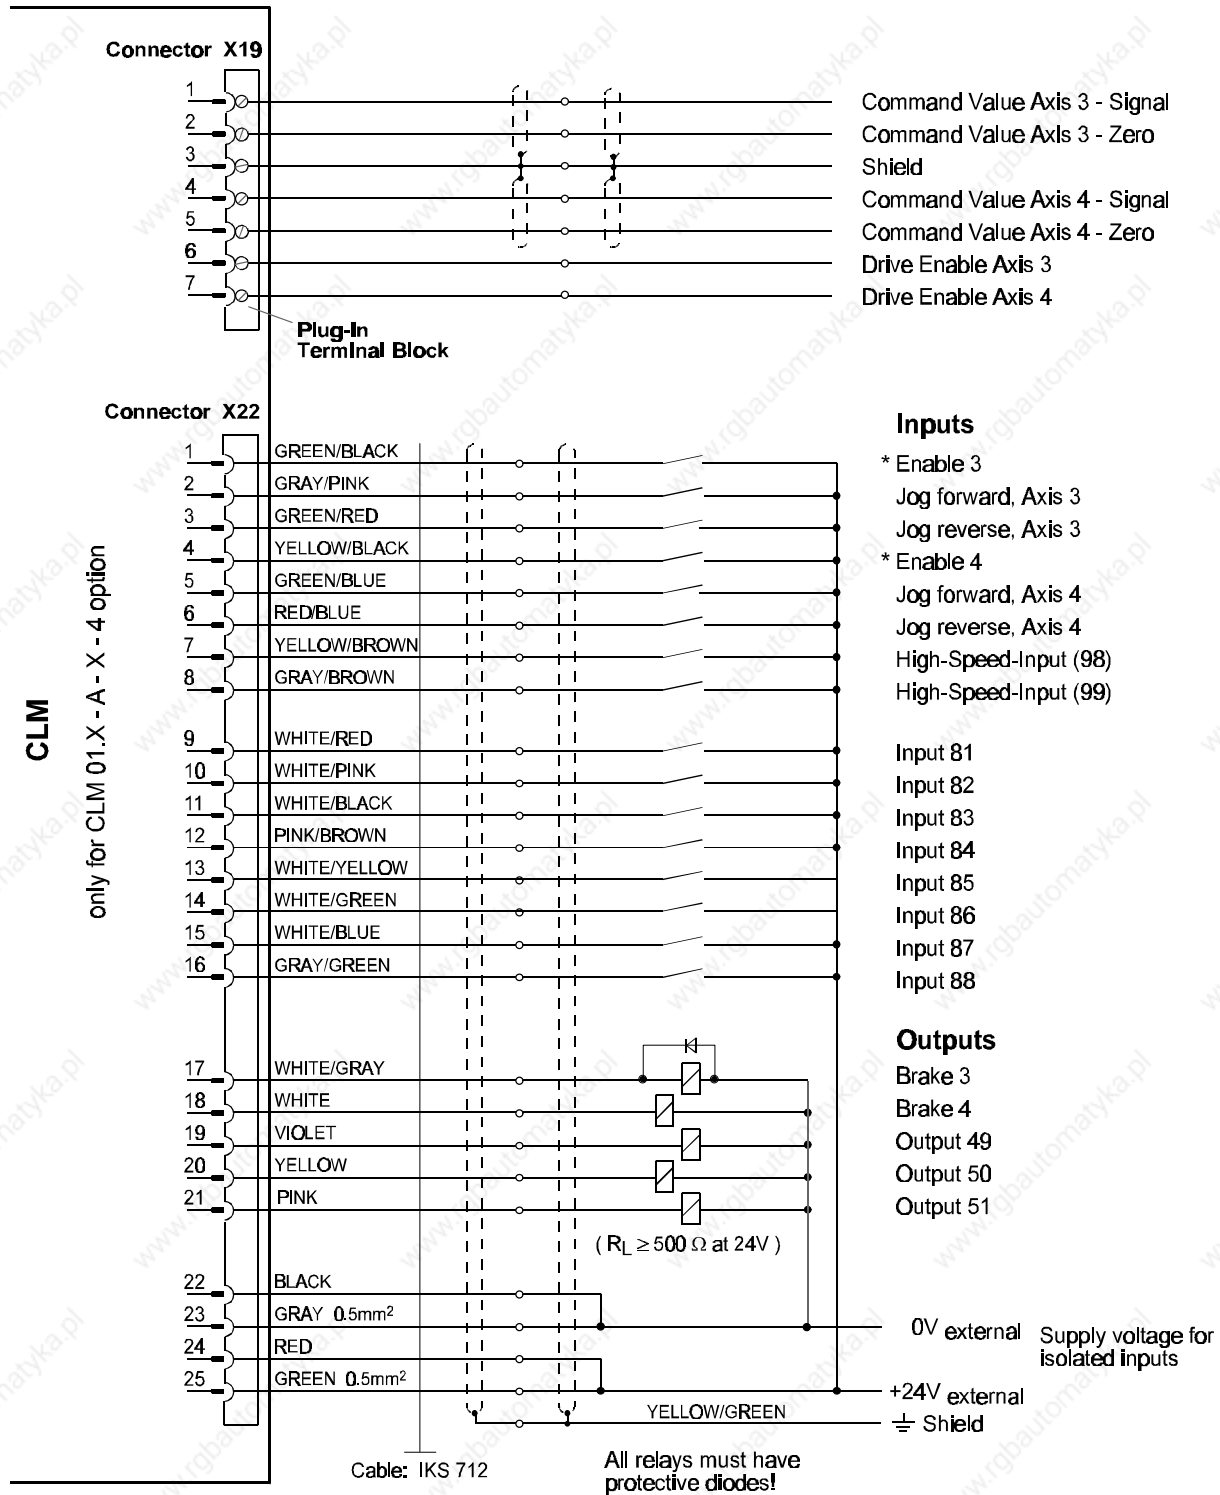 Connector X19
1
Command Value Axis 3 - Signal
2
Command Value Axis 3 - Zero
3
Shield
4
Command Value Axis 4 - Signal
5
Command Value Axis 4 - Zero
6
Drive Enable Axis 3
7
Drive Enable Axis 4
Plug-In
Terminal Block
Connector X22
Inputs
1 GREEN/BLACK * Enable 3
2 GRAY/PINK Jog forward, Axis 3
3 GREEN/RED Jog reverse, Axis 3
4 YELLOW/BLACK * Enable 4
5 GREEN/BLUE Jog forward, Axis 4
6 RED/BLUE Jog reverse, Axis 4
7 YELLOW/BROWN High-Speed-Input (98)
8 GRAY/BROWN High-Speed-Input (99)
9 WHITE/RED Input 81
10 WHITE/PINK Input 82
11 WHITE/BLACK Input 83
12 PINK/BROWN Input 84
13 WHITE/YELLOW Input 85
14 WHITE/GREEN Input 86
15 WHITE/BLUE Input 87
16 GRAY/GREEN Input 88
CLM
only for CLM 01.X - A - X - 4 option
Outputs
17 WHITE/GRAY Brake 3
18 WHITE Brake 4
19 VIOLET Output 49
20 YELLOW Output 50
21 PINK Output 51
( RL ≥ 500 Ω at 24V )
22 BLACK
23 GRAY 0.5mm² 0V external
Supply voltage for
isolated inputs
24 RED
25 GREEN 0.5mm² +24V external
YELLOW/GREEN Shield
Cable: IKS 712
All relays must have
protective diodes!
www.rgbautomatyka.pl